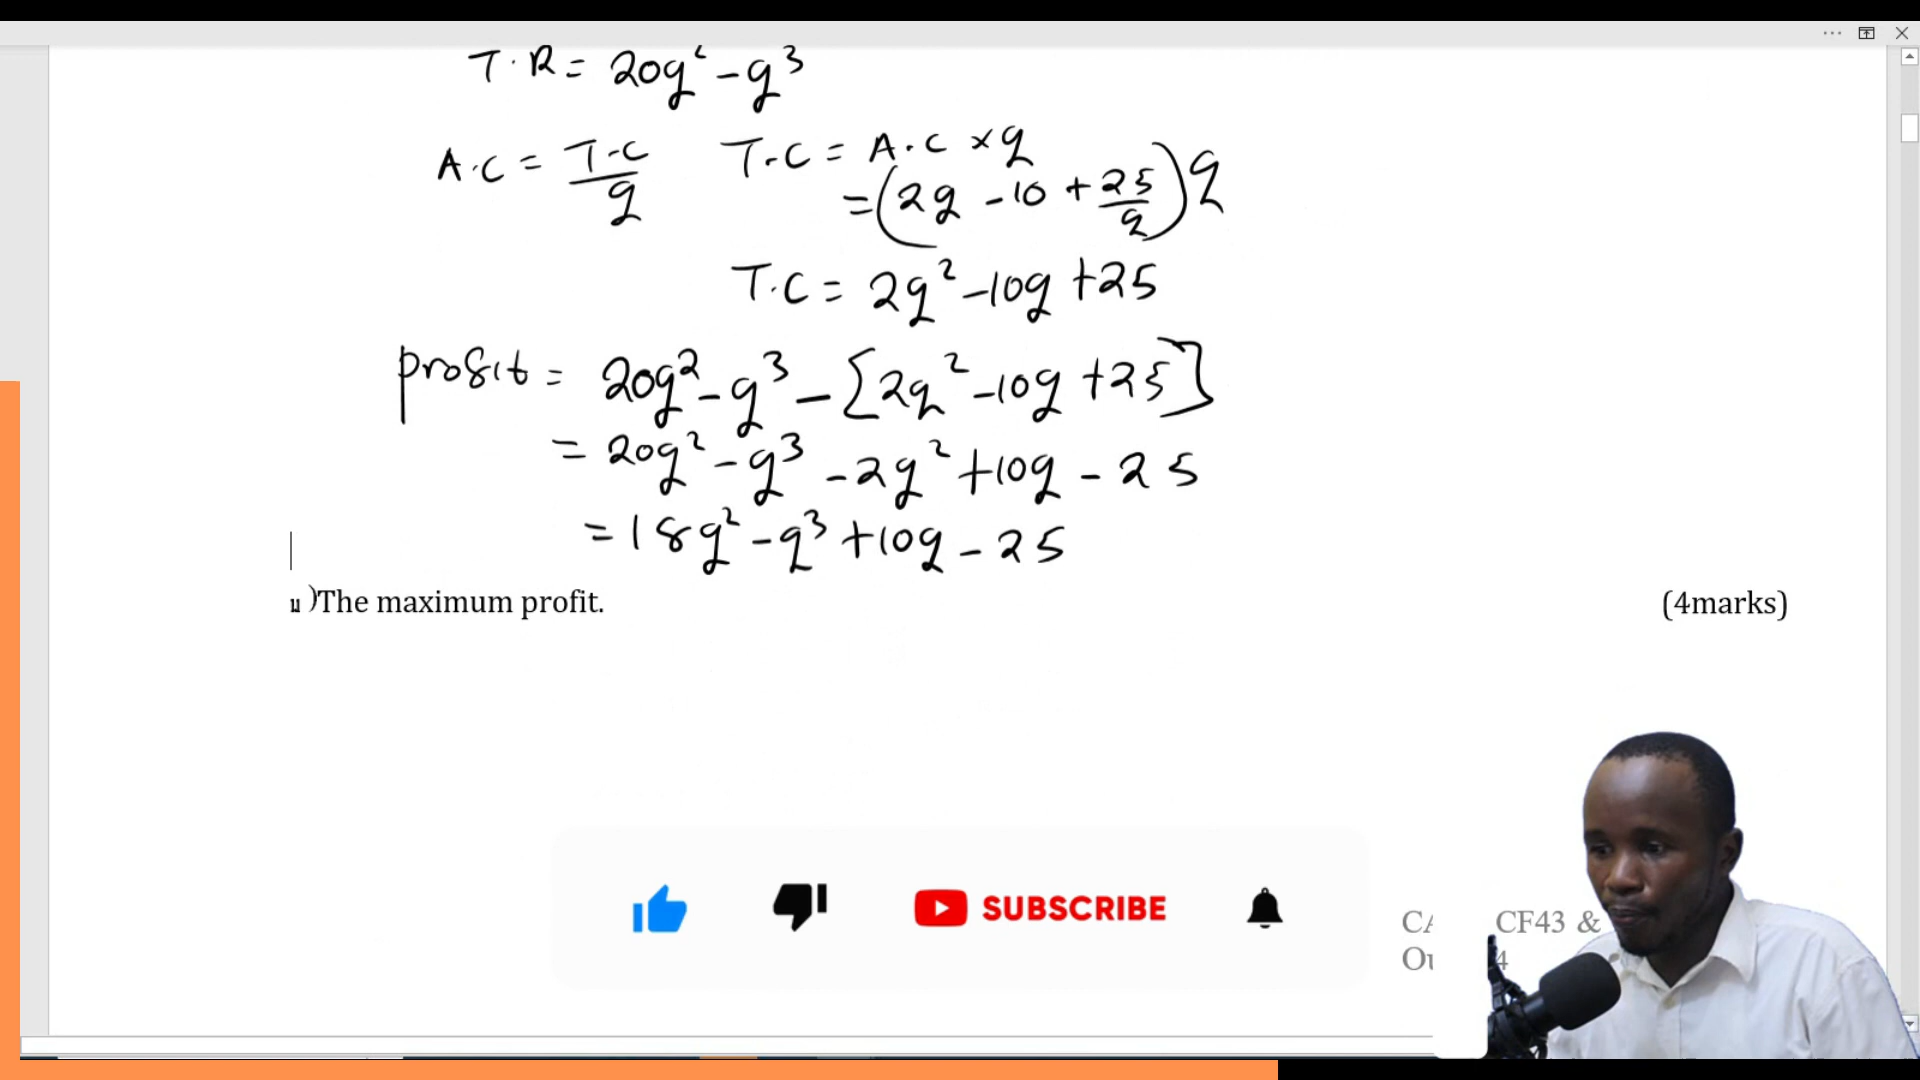 T.R = 20q² - q³
A.C = T.C/q T.C = A.C × q
= (2q - 10 + 25/q) q
T.C = 2q² - 10q + 25
profit = 20q² - q³ - [2q² - 10q + 25]
= 20q² - q³ - 2q² + 10q - 25
= 18q² - q³ + 10q - 25
)The maximum profit. (4marks)
SUBSCRIBE
CF43 &
4